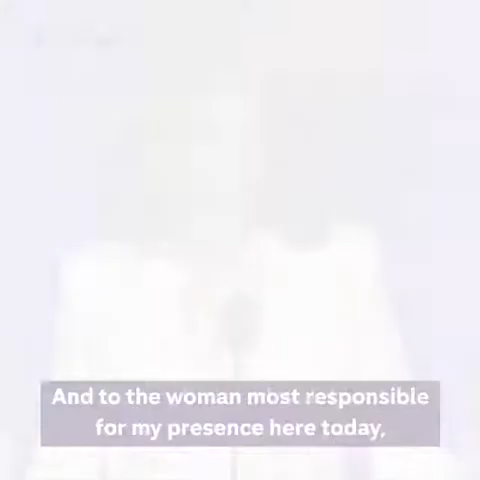 And to the woman most responsible
for my presence here today,